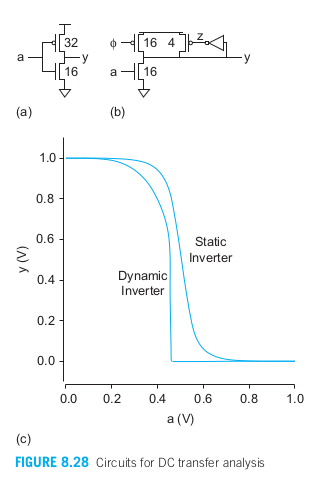 32
a
y
16
(a)
ϕ
16
4
z
y
a
16
(b)
1.0
0.8
0.6
0.4
0.2
0.0
y (V)
Static
Inverter
Dynamic
Inverter
0.0 0.2 0.4 0.6 0.8 1.0
a (V)
(c)
FIGURE 8.28 Circuits for DC transfer analysis